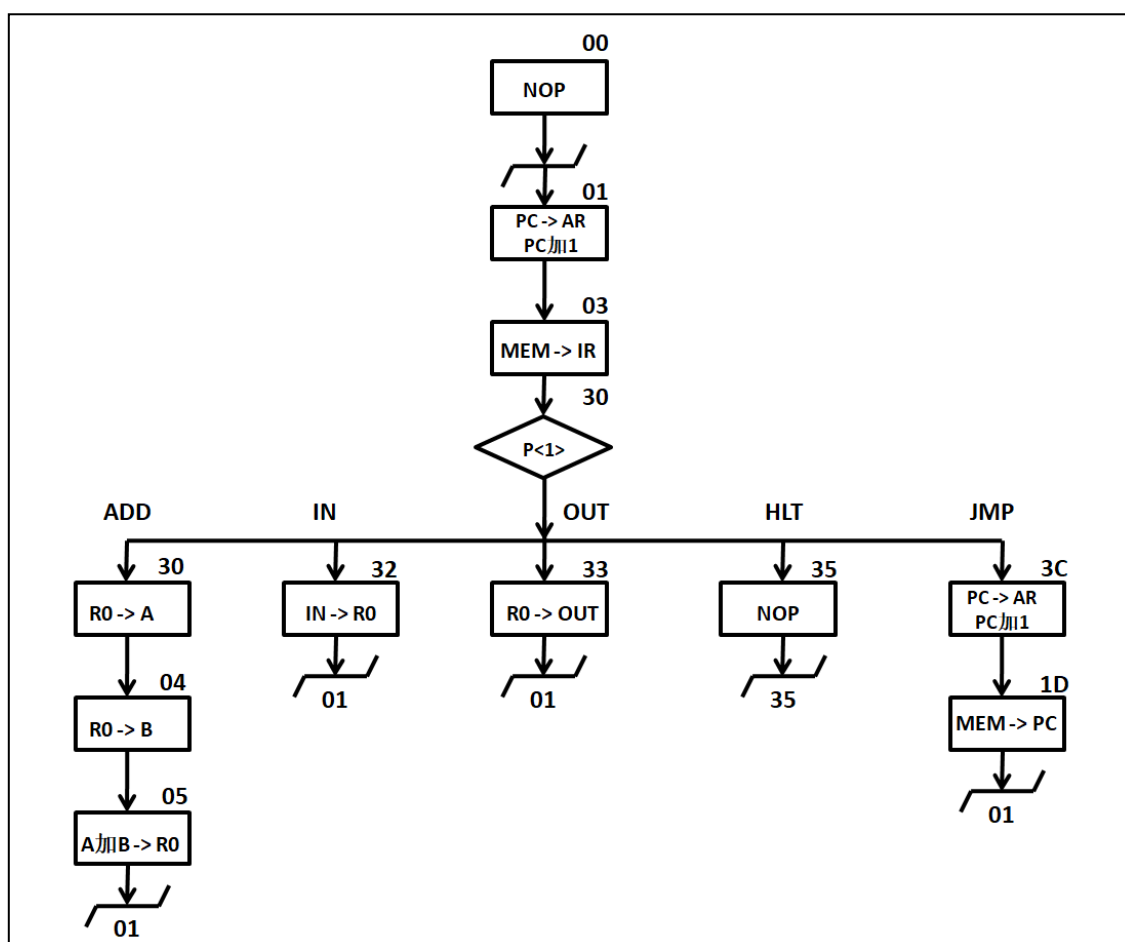 00
NOP
01
PC -> AR
PC加1
03
MEM -> IR
30
P<1>
ADD
IN
OUT
HLT
JMP
30
R0 -> A
32
IN -> R0
33
R0 -> OUT
35
NOP
3C
PC -> AR
PC加1
01
01
35
04
R0 -> B
1D
MEM -> PC
01
05
A加B -> R0
01